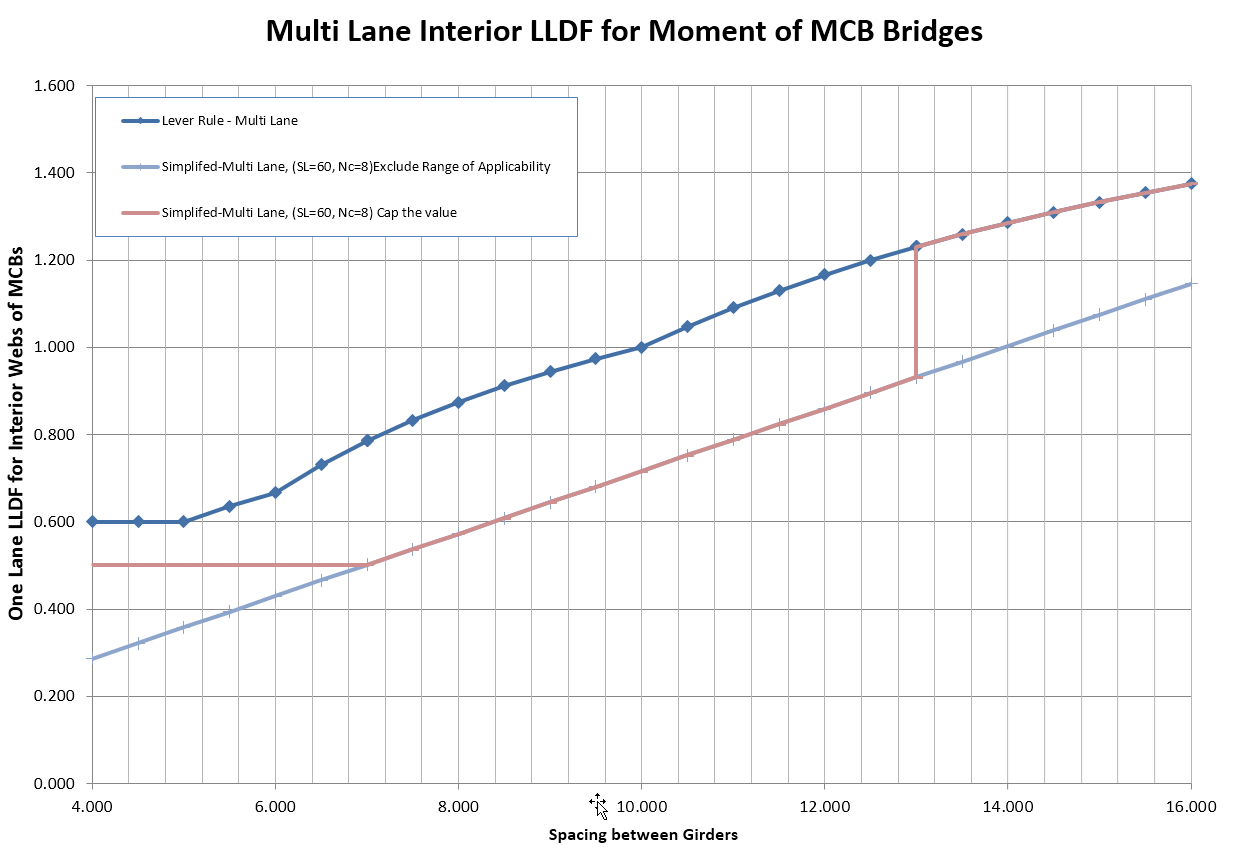 Multi Lane Interior LLDF for Moment of MCB Bridges
1.600
1.400
1.200
1.000
0.800
0.600
0.400
0.200
0.000
One Lane LLDF for Interior Webs of MCBs
Lever Rule - Multi Lane
Simplifed-Multi Lane, (SL=60, Nc=8)Exclude Range of Applicability
Simplifed-Multi Lane, (SL=60, Nc=8) Cap the value
4.000 6.000 8.000 10.000 12.000 14.000 16.000
Spacing between Girders